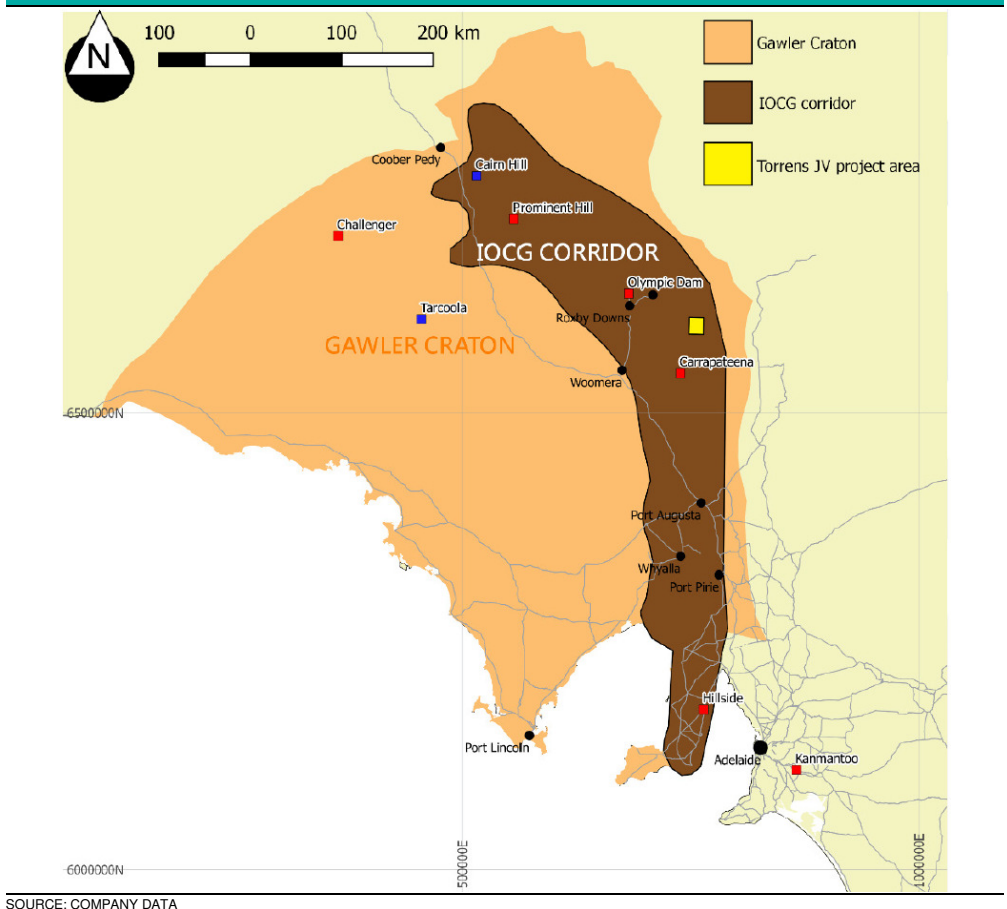 100 0 100 200 km
N
Gawler Craton
IOCG corridor
Torrens JV project area
Coober Pedy
Cairn Hill
Prominent Hill
Challenger
IOCG CORRIDOR
Olympic Dam
Roxby Downs
Tarcoola
GAWLER CRATON
Carrapateena
Woomera
6500000N
Port Augusta
Whyalla
Port Pirie
Hillside
Port Lincoln
Adelaide
Kanmantoo
6000000N
500000E
1000000E
SOURCE: COMPANY DATA